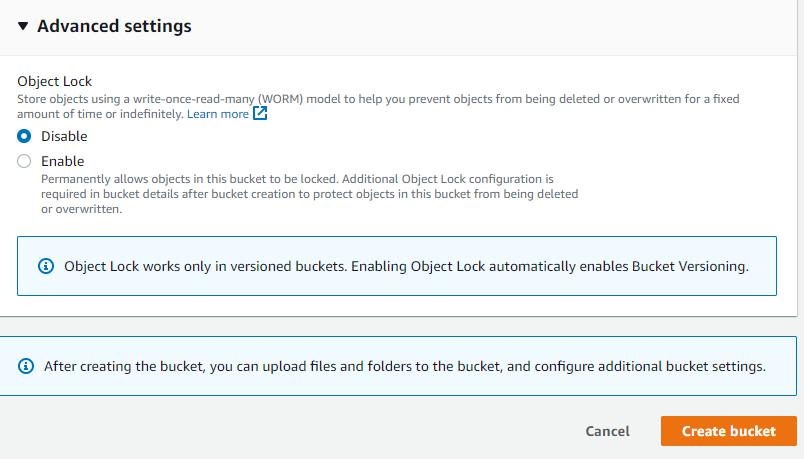 Advanced settings
Object Lock
Store objects using a write-once-read-many (WORM) model to help you prevent objects from being deleted or overwritten for a fixed
amount of time or indefinitely. Learn more
Disable
Enable
Permanently allows objects in this bucket to be locked. Additional Object Lock configuration is
required in bucket details after bucket creation to protect objects in this bucket from being deleted
or overwritten.
Object Lock works only in versioned buckets. Enabling Object Lock automatically enables Bucket Versioning.
After creating the bucket, you can upload files and folders to the bucket, and configure additional bucket settings.
Cancel Create bucket